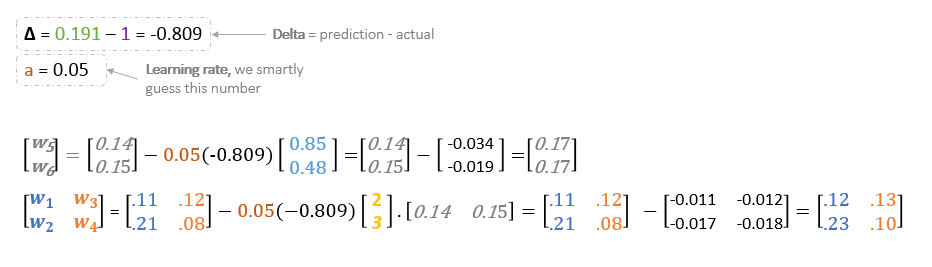 Δ = 0.191 – 1 = -0.809 Delta = prediction - actual
a = 0.05 Learning rate, we smartly
guess this number
[w5 w6] = [0.14 0.15] – 0.05(-0.809) [0.85 0.48] = [0.14 0.15] – [-0.034 -0.019] = [0.17 0.17]
[w1 w3 w2 w4] = [.11 .12 .21 .08] – 0.05(−0.809) [2 3] . [0.14 0.15] = [.11 .12 .21 .08] – [-0.011 -0.012 -0.017 -0.018] = [.12 .13 .23 .10]